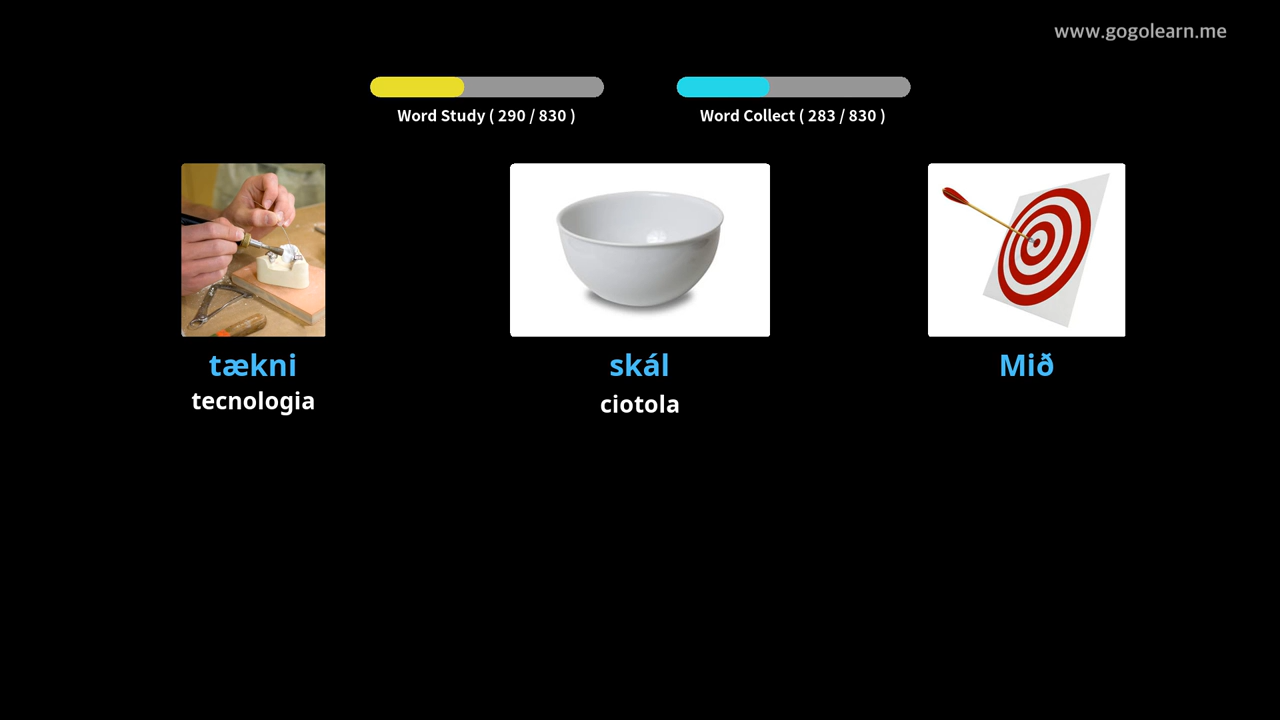 www.gogolearn.me
Word Study ( 290 / 830 )
Word Collect ( 283 / 830 )
tækni
tecnologia
skál
ciotola
Mið